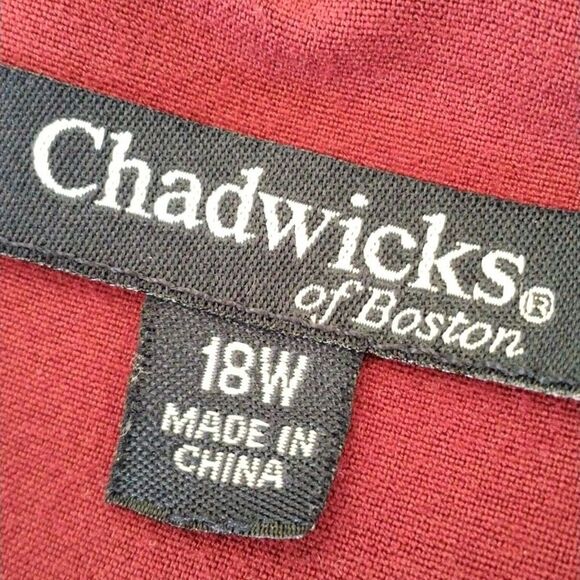 Chadwicks®
of Boston
18W
MADE IN
CHINA